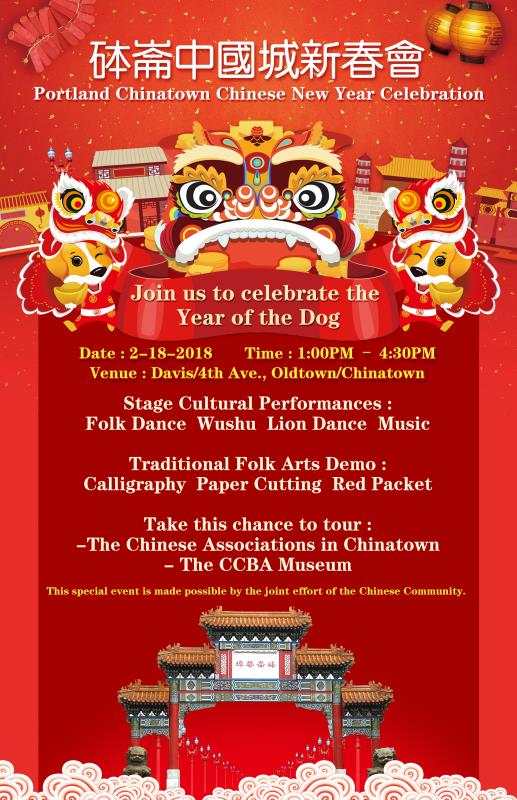 砵崙中國城新春會
Portland Chinatown Chinese New Year Celebration
Join us to celebrate the
Year of the Dog
Date : 2-18-2018 Time : 1:00PM - 4:30PM
Venue : Davis/4th Ave., Oldtown/Chinatown
Stage Cultural Performances :
Folk Dance Wushu Lion Dance Music
Traditional Folk Arts Demo :
Calligraphy Paper Cutting Red Packet
Take this chance to tour :
-The Chinese Associations in Chinatown
- The CCBA Museum
This special event is made possible by the joint effort of the Chinese Community.